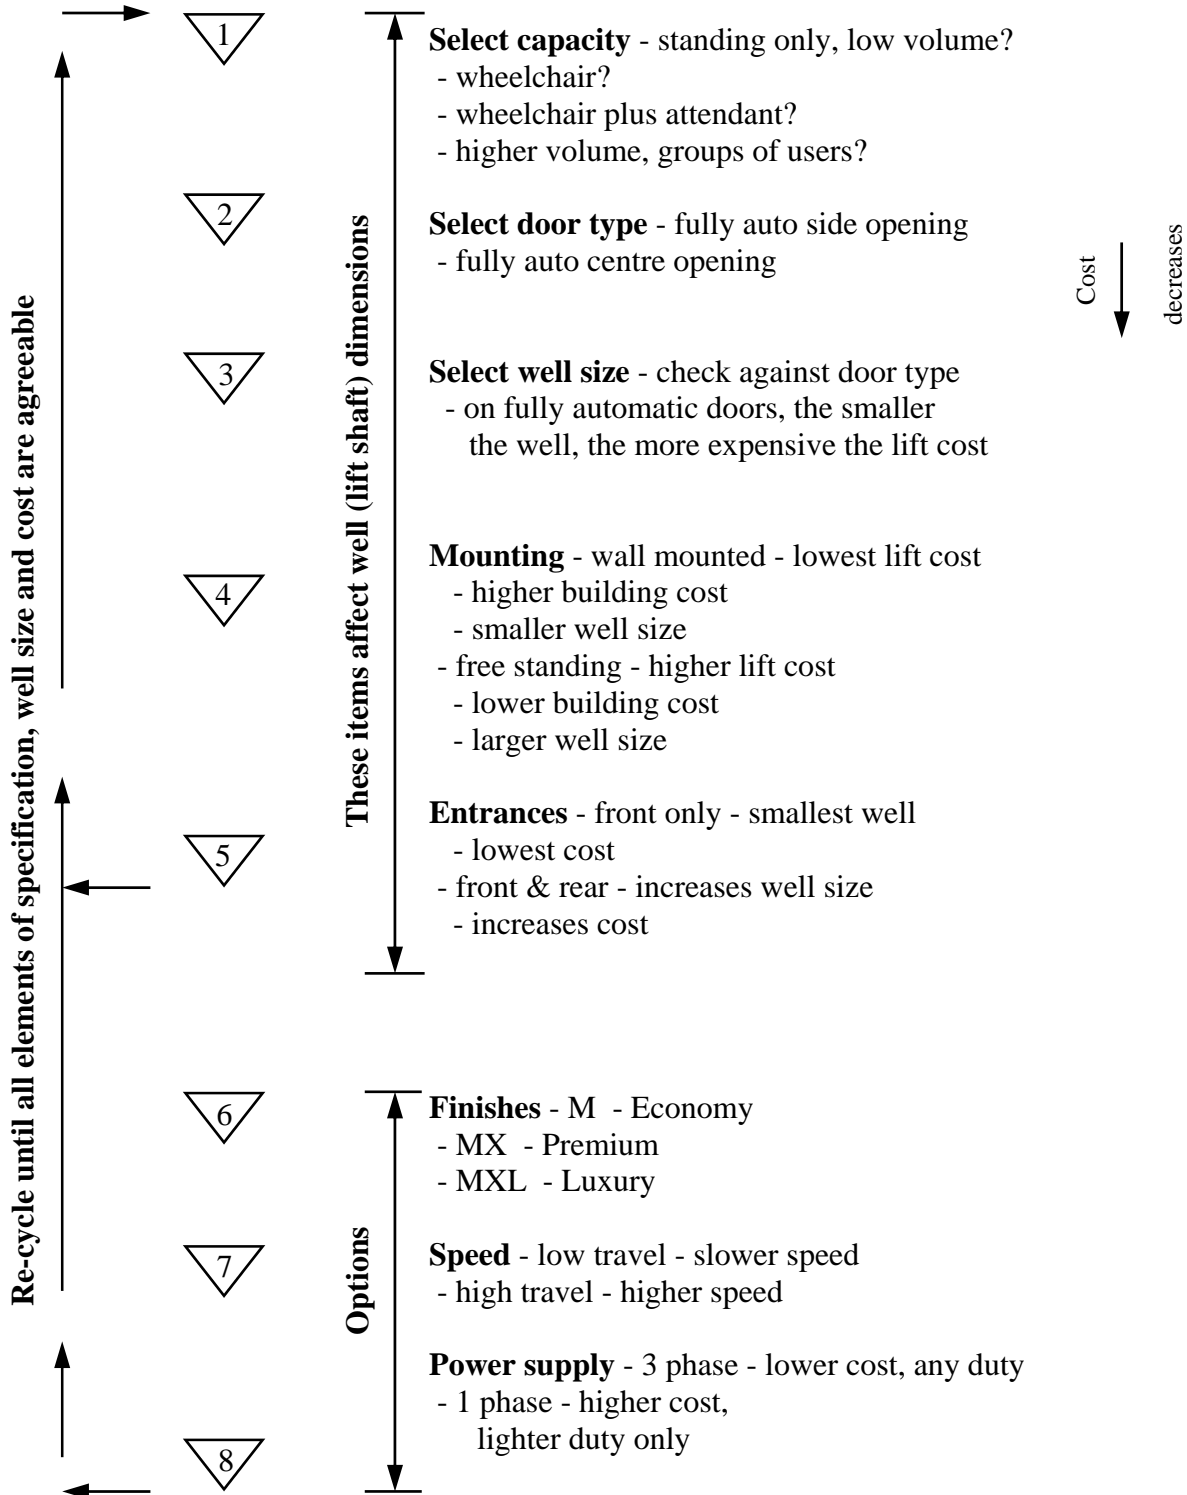 1
Select capacity - standing only, low volume?
- wheelchair?
- wheelchair plus attendant?
- higher volume, groups of users?
2
Select door type - fully auto side opening
- fully auto centre opening
Cost
decreases
3
Select well size - check against door type
- on fully automatic doors, the smaller
the well, the more expensive the lift cost
4
Mounting - wall mounted - lowest lift cost
- higher building cost
- smaller well size
- free standing - higher lift cost
- lower building cost
- larger well size
5
Entrances - front only - smallest well
- lowest cost
- front & rear - increases well size
- increases cost
These items affect well (lift shaft) dimensions
Re-cycle until all elements of specification, well size and cost are agreeable
6
Finishes - M - Economy
- MX - Premium
- MXL - Luxury
7
Speed - low travel - slower speed
- high travel - higher speed
Options
8
Power supply - 3 phase - lower cost, any duty
- 1 phase - higher cost,
lighter duty only